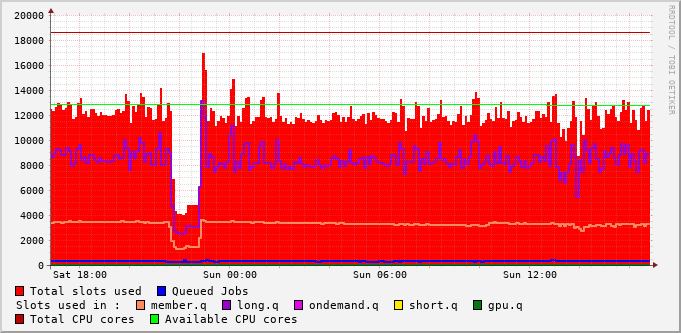 20000
18000
16000
14000
12000
10000
8000
6000
4000
2000
0
Sat 18:00 Sun 00:00 Sun 06:00 Sun 12:00
RRDTOOL / TOBI OETIKER
Total slots used Queued Jobs
Slots used in : member.q long.q ondemand.q short.q gpu.q
Total CPU cores Available CPU cores